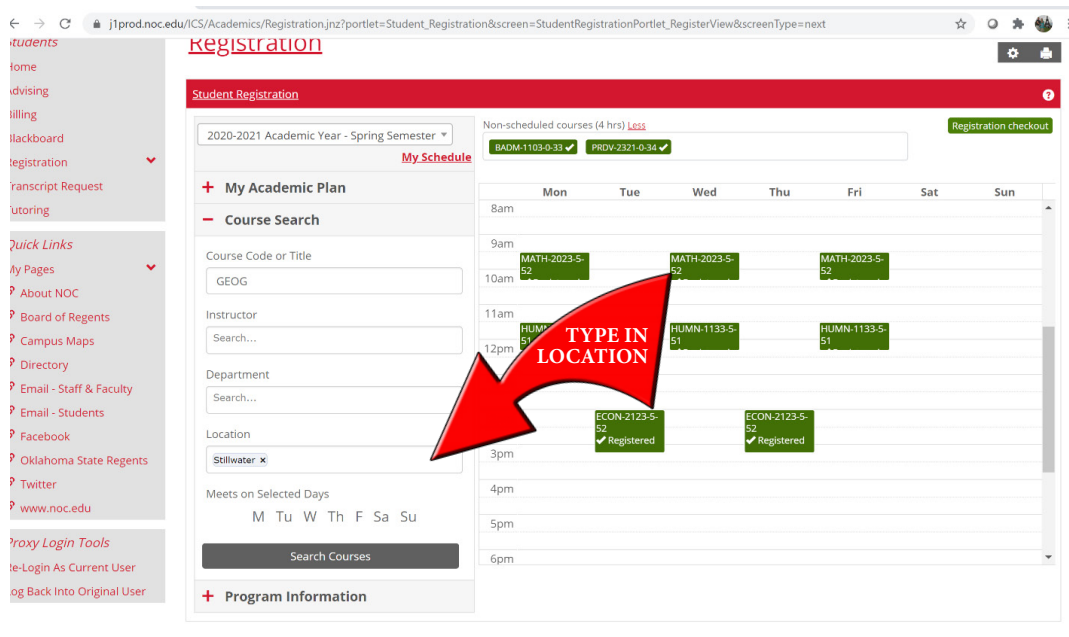 j1prod.noc.edu/ICS/Academics/Registration.jnz?portlet=Student_Registration&screen=StudentRegistrationPortlet_RegisterView&screenType=next
Students
Home
Advising
Billing
Blackboard
Registration
Transcript Request
Tutoring
Quick Links
My Pages
About NOC
Board of Regents
Campus Maps
Directory
Email - Staff & Faculty
Email - Students
Facebook
Oklahoma State Regents
Twitter
www.noc.edu
Proxy Login Tools
Re-Login As Current User
Log Back Into Original User
Registration
Student Registration
2020-2021 Academic Year - Spring Semester
My Schedule
+ My Academic Plan
− Course Search
Course Code or Title
GEOG
Instructor
Search...
Department
Search...
Location
Stillwater ×
Meets on Selected Days
M Tu W Th F Sa Su
Search Courses
+ Program Information
Non-scheduled courses (4 hrs) Less
BADM-1103-0-33 ✔ PRDV-2321-0-34 ✔
Registration checkout
Mon Tue Wed Thu Fri Sat Sun
8am
9am
MATH-2023-5-52
MATH-2023-5-52
MATH-2023-5-52
10am
11am
HUMN
51
HUMN-1133-5-51
HUMN-1133-5-51
12pm
TYPE IN
LOCATION
ECON-2123-5-52
✔ Registered
ECON-2123-5-52
✔ Registered
3pm
4pm
5pm
6pm